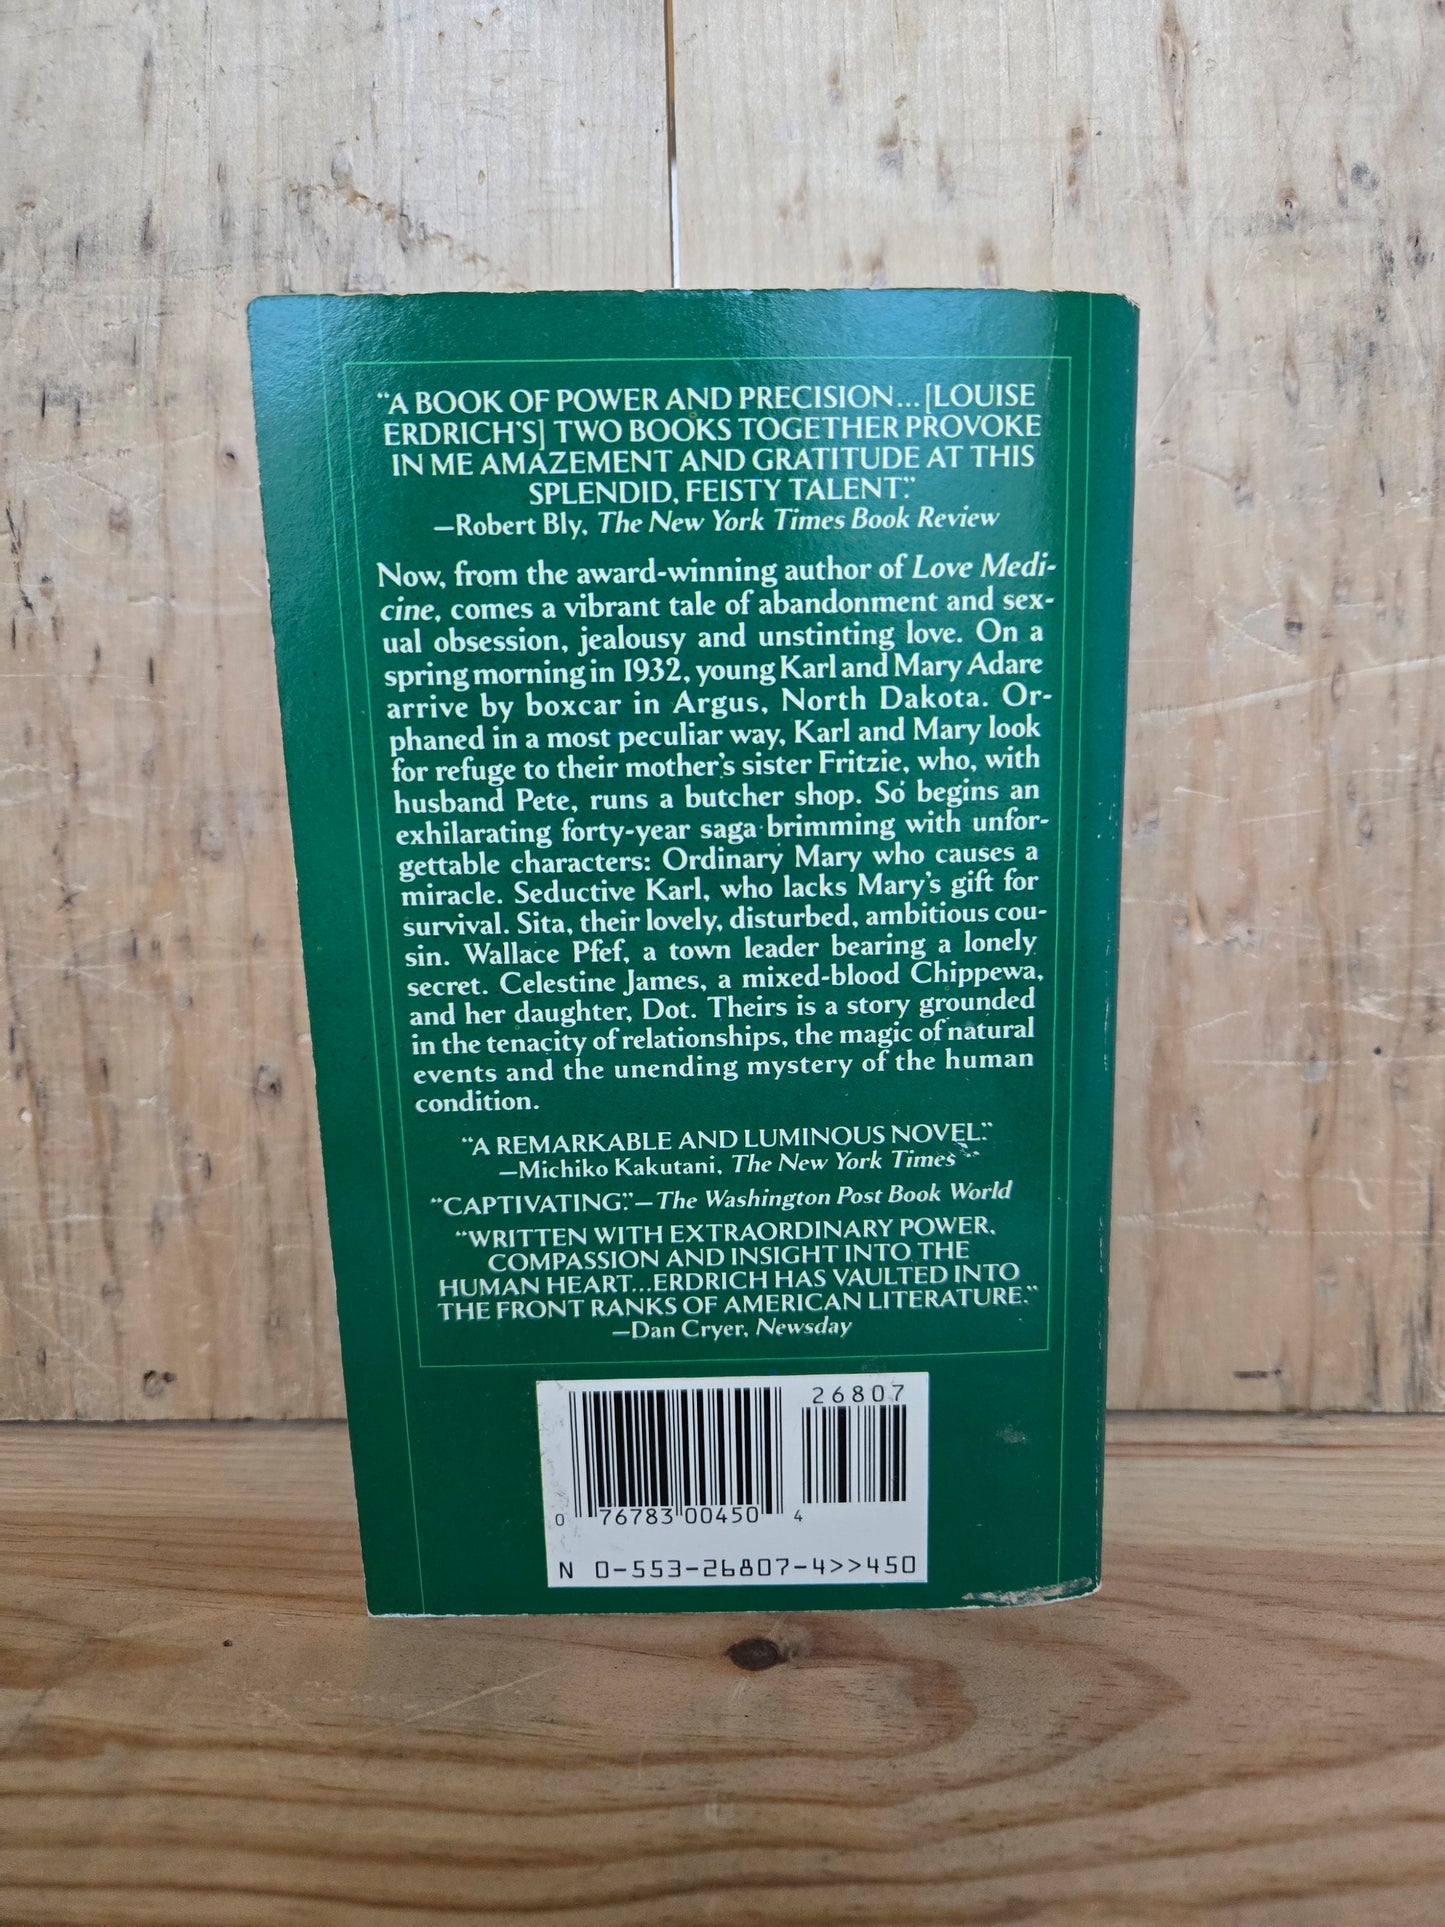 “A BOOK OF POWER AND PRECISION...[LOUISE
ERDRICH'S] TWO BOOKS TOGETHER PROVOKE
IN ME AMAZEMENT AND GRATITUDE AT THIS
SPLENDID, FEISTY TALENT.”
—Robert Bly, The New York Times Book Review
Now, from the award-winning author of Love Medi-
cine, comes a vibrant tale of abandonment and sex-
ual obsession, jealousy and unstinting love. On a
spring morning in 1932, young Karl and Mary Adare
arrive by boxcar in Argus, North Dakota. Or-
phaned in a most peculiar way, Karl and Mary look
for refuge to their mother's sister Fritzie, who, with
husband Pete, runs a butcher shop. So begins an
exhilarating forty-year saga brimming with unfor-
gettable characters: Ordinary Mary who causes a
miracle. Seductive Karl, who lacks Mary's gift for
survival. Sita, their lovely, disturbed, ambitious cou-
sin. Wallace Pfef, a town leader bearing a lonely
secret. Celestine James, a mixed-blood Chippewa,
and her daughter, Dot. Theirs is a story grounded
in the tenacity of relationships, the magic of natural
events and the unending mystery of the human
condition.
“A REMARKABLE AND LUMINOUS NOVEL.”
—Michiko Kakutani, The New York Times
“CAPTIVATING.”—The Washington Post Book World
“WRITTEN WITH EXTRAORDINARY POWER,
COMPASSION AND INSIGHT INTO THE
HUMAN HEART...ERDRICH HAS VAULTED INTO
THE FRONT RANKS OF AMERICAN LITERATURE.”
—Dan Cryer, Newsday
26807
0 76783 00450 4
N 0-553-26807-4>>450